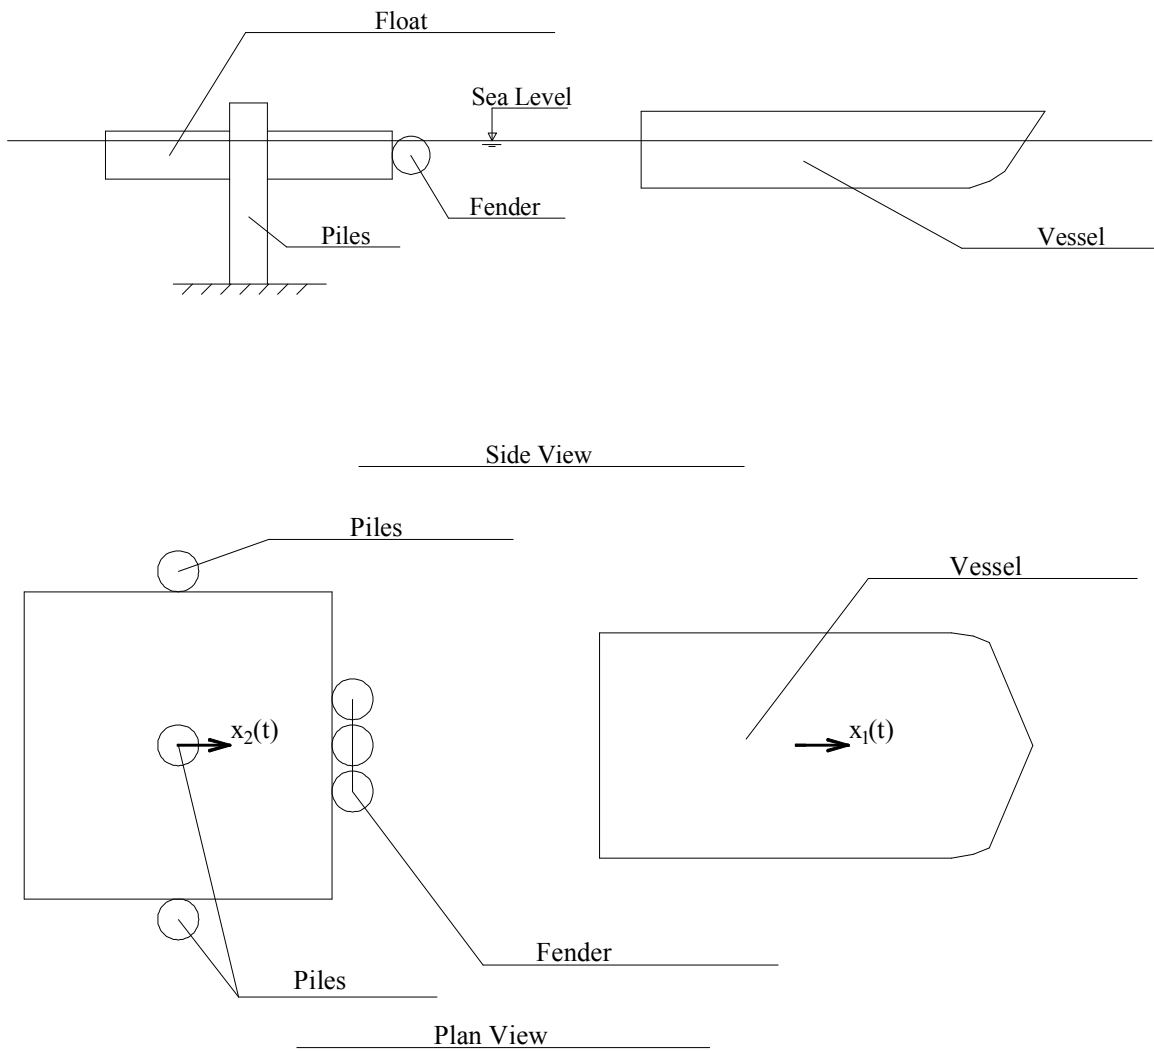 Float
Sea Level
Fender
Piles
Vessel
Side View
Piles
Vessel
x₂(t)
x₁(t)
Fender
Piles
Plan View